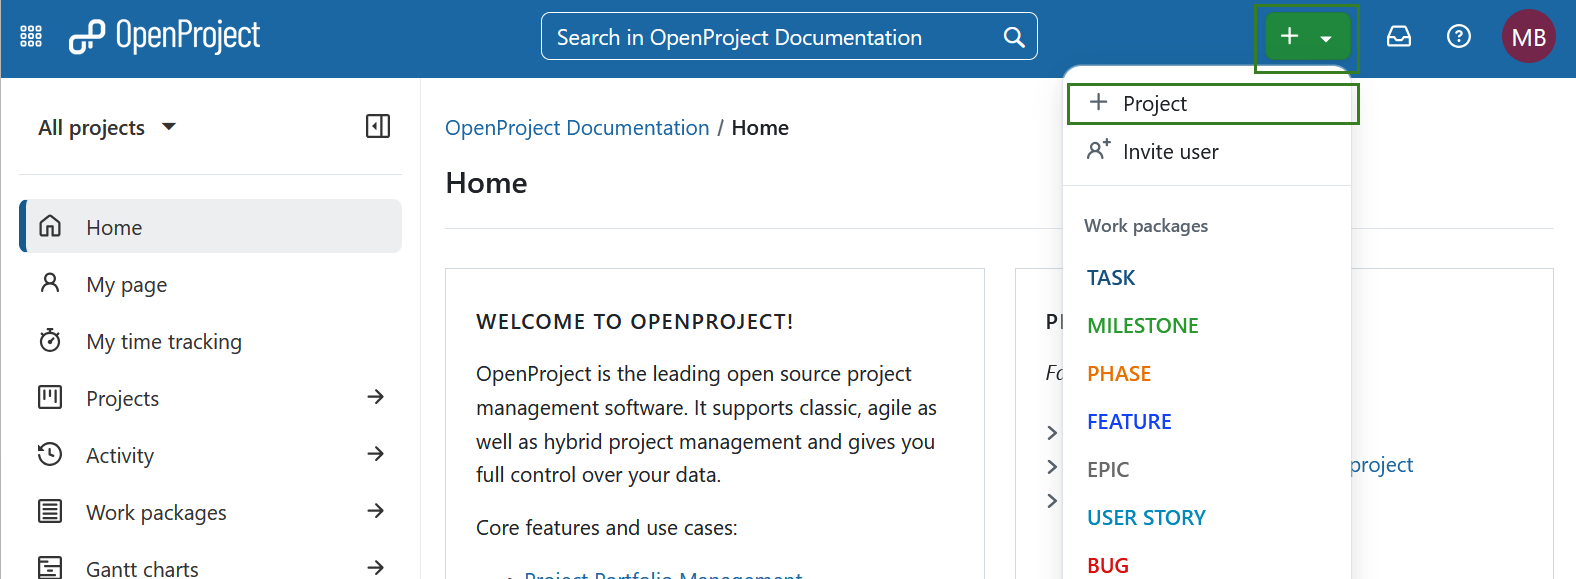 OpenProject
Search in OpenProject Documentation
MB
All projects
Home
My page
My time tracking
Projects
Activity
Work packages
Gantt charts
OpenProject Documentation / Home
Home
WELCOME TO OPENPROJECT!
OpenProject is the leading open source project
management software. It supports classic, agile as
well as hybrid project management and gives you
full control over your data.
Core features and use cases:
Project Portfolio Management
project
Project
Invite user
Work packages
TASK
MILESTONE
PHASE
FEATURE
EPIC
USER STORY
BUG